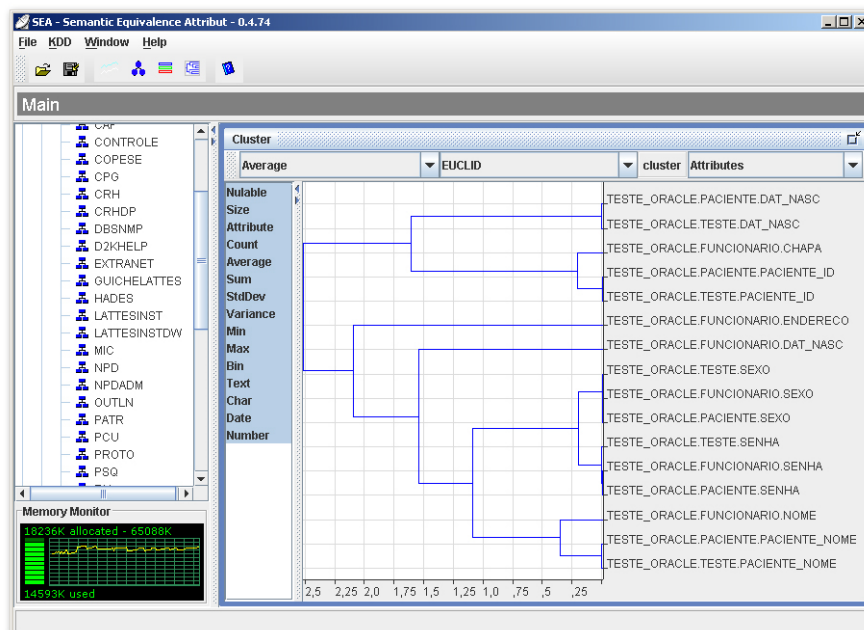 SEA - Semantic Equivalence Attribut - 0.4.74
File KDD Window Help
Main
CAP
CONTROLE
COPESE
CPG
CRH
CRHDP
DBSNMP
D2KHELP
EXTRANET
GUICHELATTES
HADES
LATTESINST
LATTESINSTDW
MIC
NPD
NPDADM
OUTLN
PATR
PCU
PROTO
PSQ
Memory Monitor
18236K allocated - 65088K
14593K used
Cluster
Average EUCLID cluster Attributes
Nulable
Size
Attribute
Count
Average
Sum
StdDev
Variance
Min
Max
Bin
Text
Char
Date
Number
TESTE_ORACLE.PACIENTE.DAT_NASC
TESTE_ORACLE.TESTE.DAT_NASC
TESTE_ORACLE.FUNCIONARIO.CHAPA
TESTE_ORACLE.PACIENTE.PACIENTE_ID
TESTE_ORACLE.TESTE.PACIENTE_ID
TESTE_ORACLE.FUNCIONARIO.ENDERECO
TESTE_ORACLE.FUNCIONARIO.DAT_NASC
TESTE_ORACLE.TESTE.SEXO
TESTE_ORACLE.FUNCIONARIO.SEXO
TESTE_ORACLE.PACIENTE.SEXO
TESTE_ORACLE.TESTE.SENHA
TESTE_ORACLE.FUNCIONARIO.SENHA
TESTE_ORACLE.PACIENTE.SENHA
TESTE_ORACLE.FUNCIONARIO.NOME
TESTE_ORACLE.PACIENTE.PACIENTE_NOME
TESTE_ORACLE.TESTE.PACIENTE_NOME
2,5 2,25 2,0 1,75 1,5 1,25 1,0 ,75 ,5 ,25